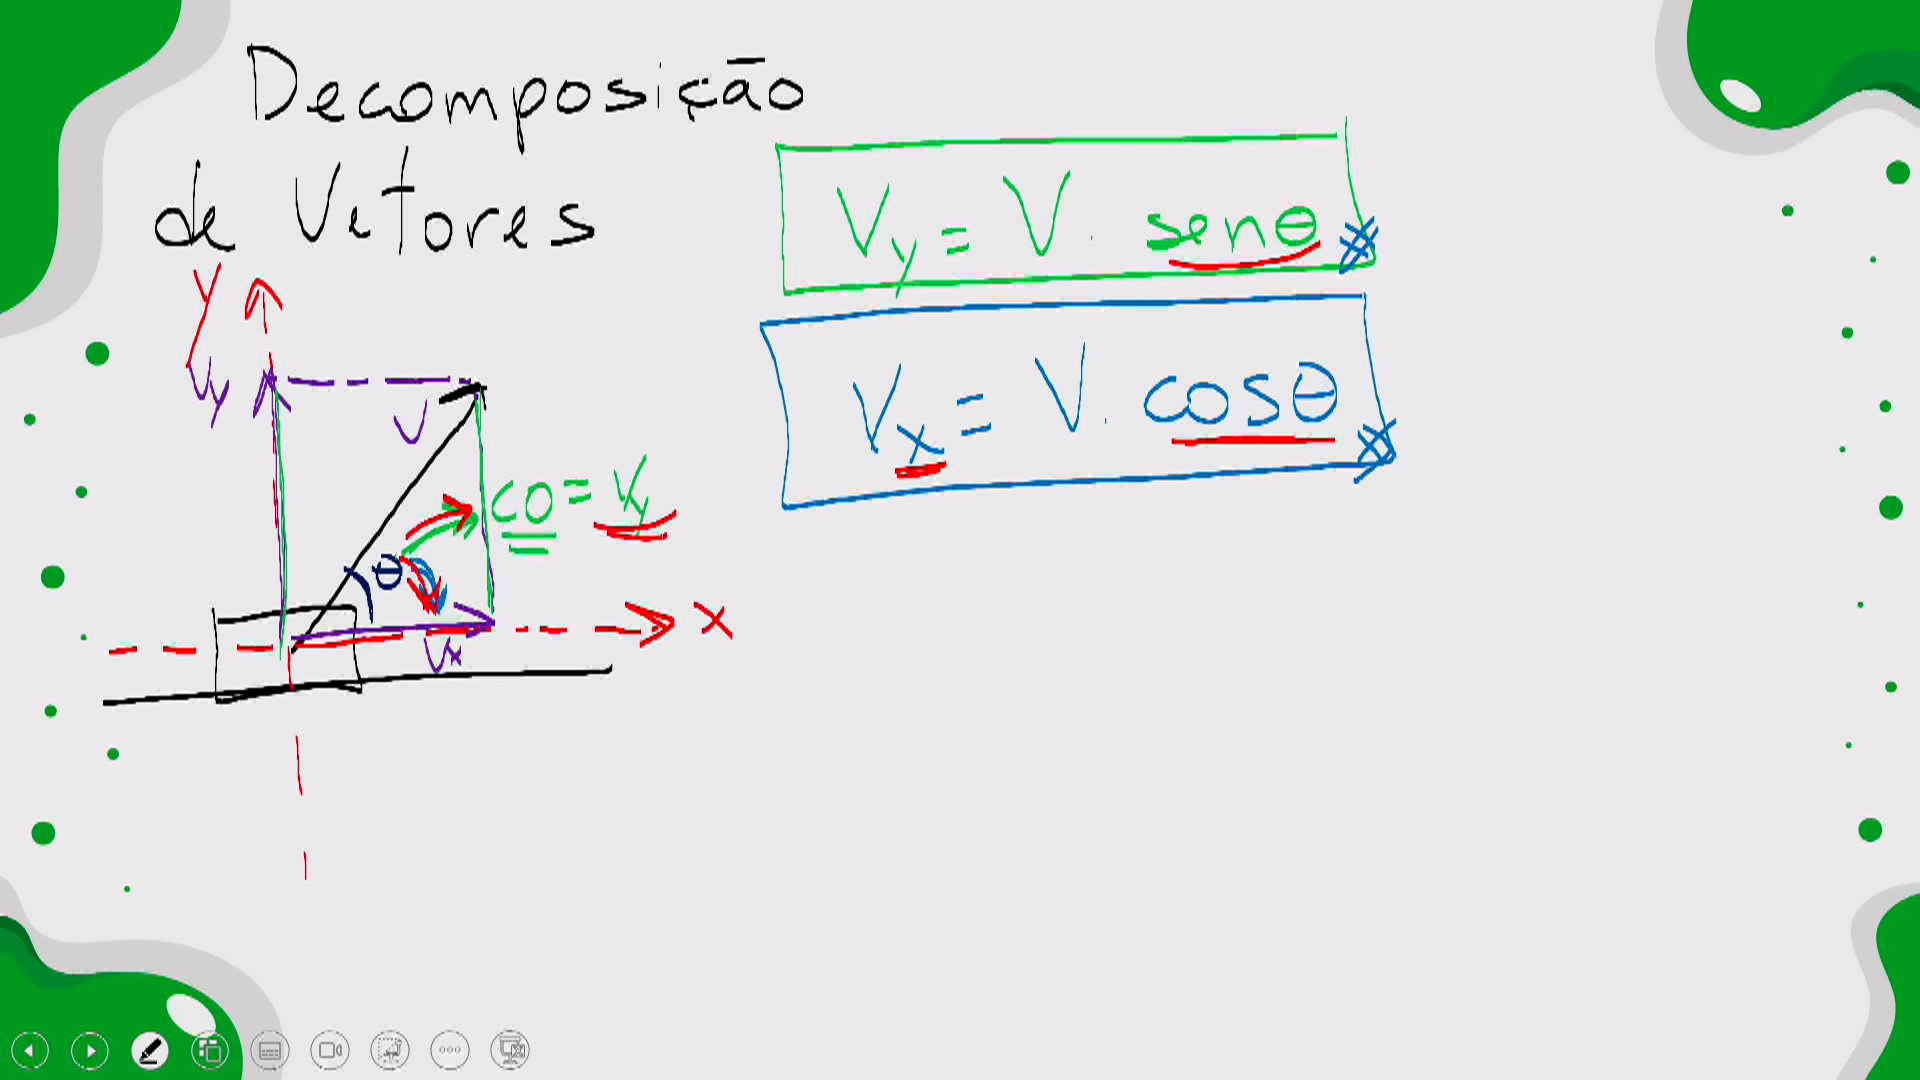 Decomposição
de Vetores
Vy = V . senθ
Vx = V . cosθ
y
Vy
V
CO = Vy
θ
x
Vx